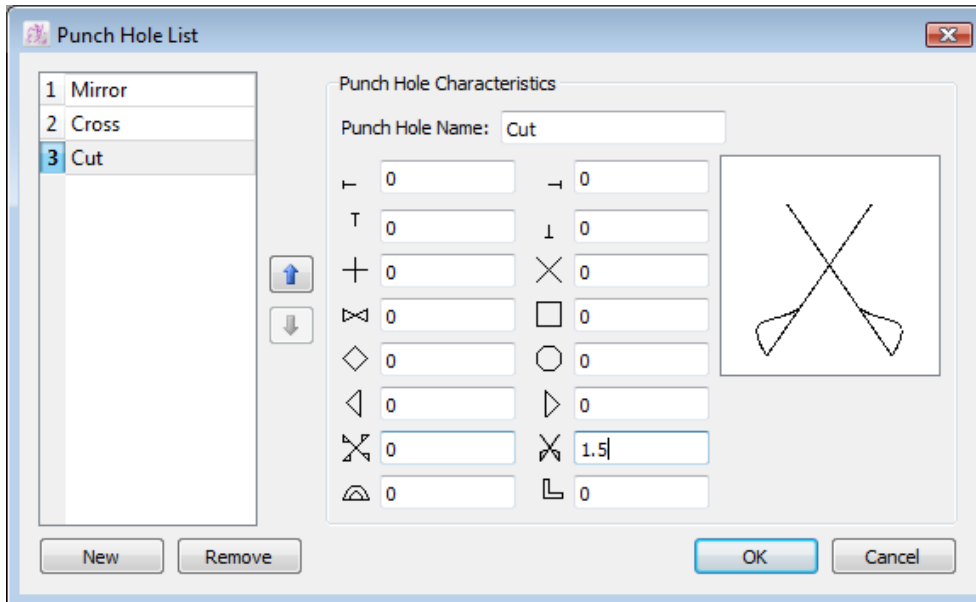 Punch Hole List
1 Mirror
2 Cross
3 Cut
Punch Hole Characteristics
Punch Hole Name: Cut
0 0
0 0
0 0
0 0
0 0
0 0
0 1.5
0 0
New Remove OK Cancel